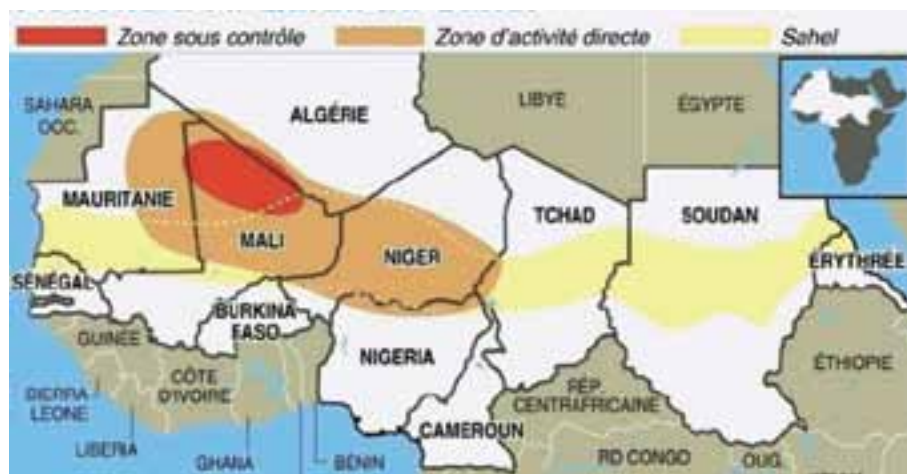 Zone sous contrôle
Zone d'activité directe
Sahel
SAHARA
OCC.
ALGÉRIE
LIBYE
ÉGYPTE
MAURITANIE
MALI
NIGER
TCHAD
SOUDAN
ÉRYTHRÉE
SÉNÉGAL
BURKINA
FASO
NIGERIA
GUINÉE
CÔTE
D'IVOIRE
SIERRA
LEONE
LIBERIA
GHANA
BÉNIN
CAMEROUN
RÉP.
CENTRAFRICAINE
RD CONGO
OUG.
ÉTHIOPIE